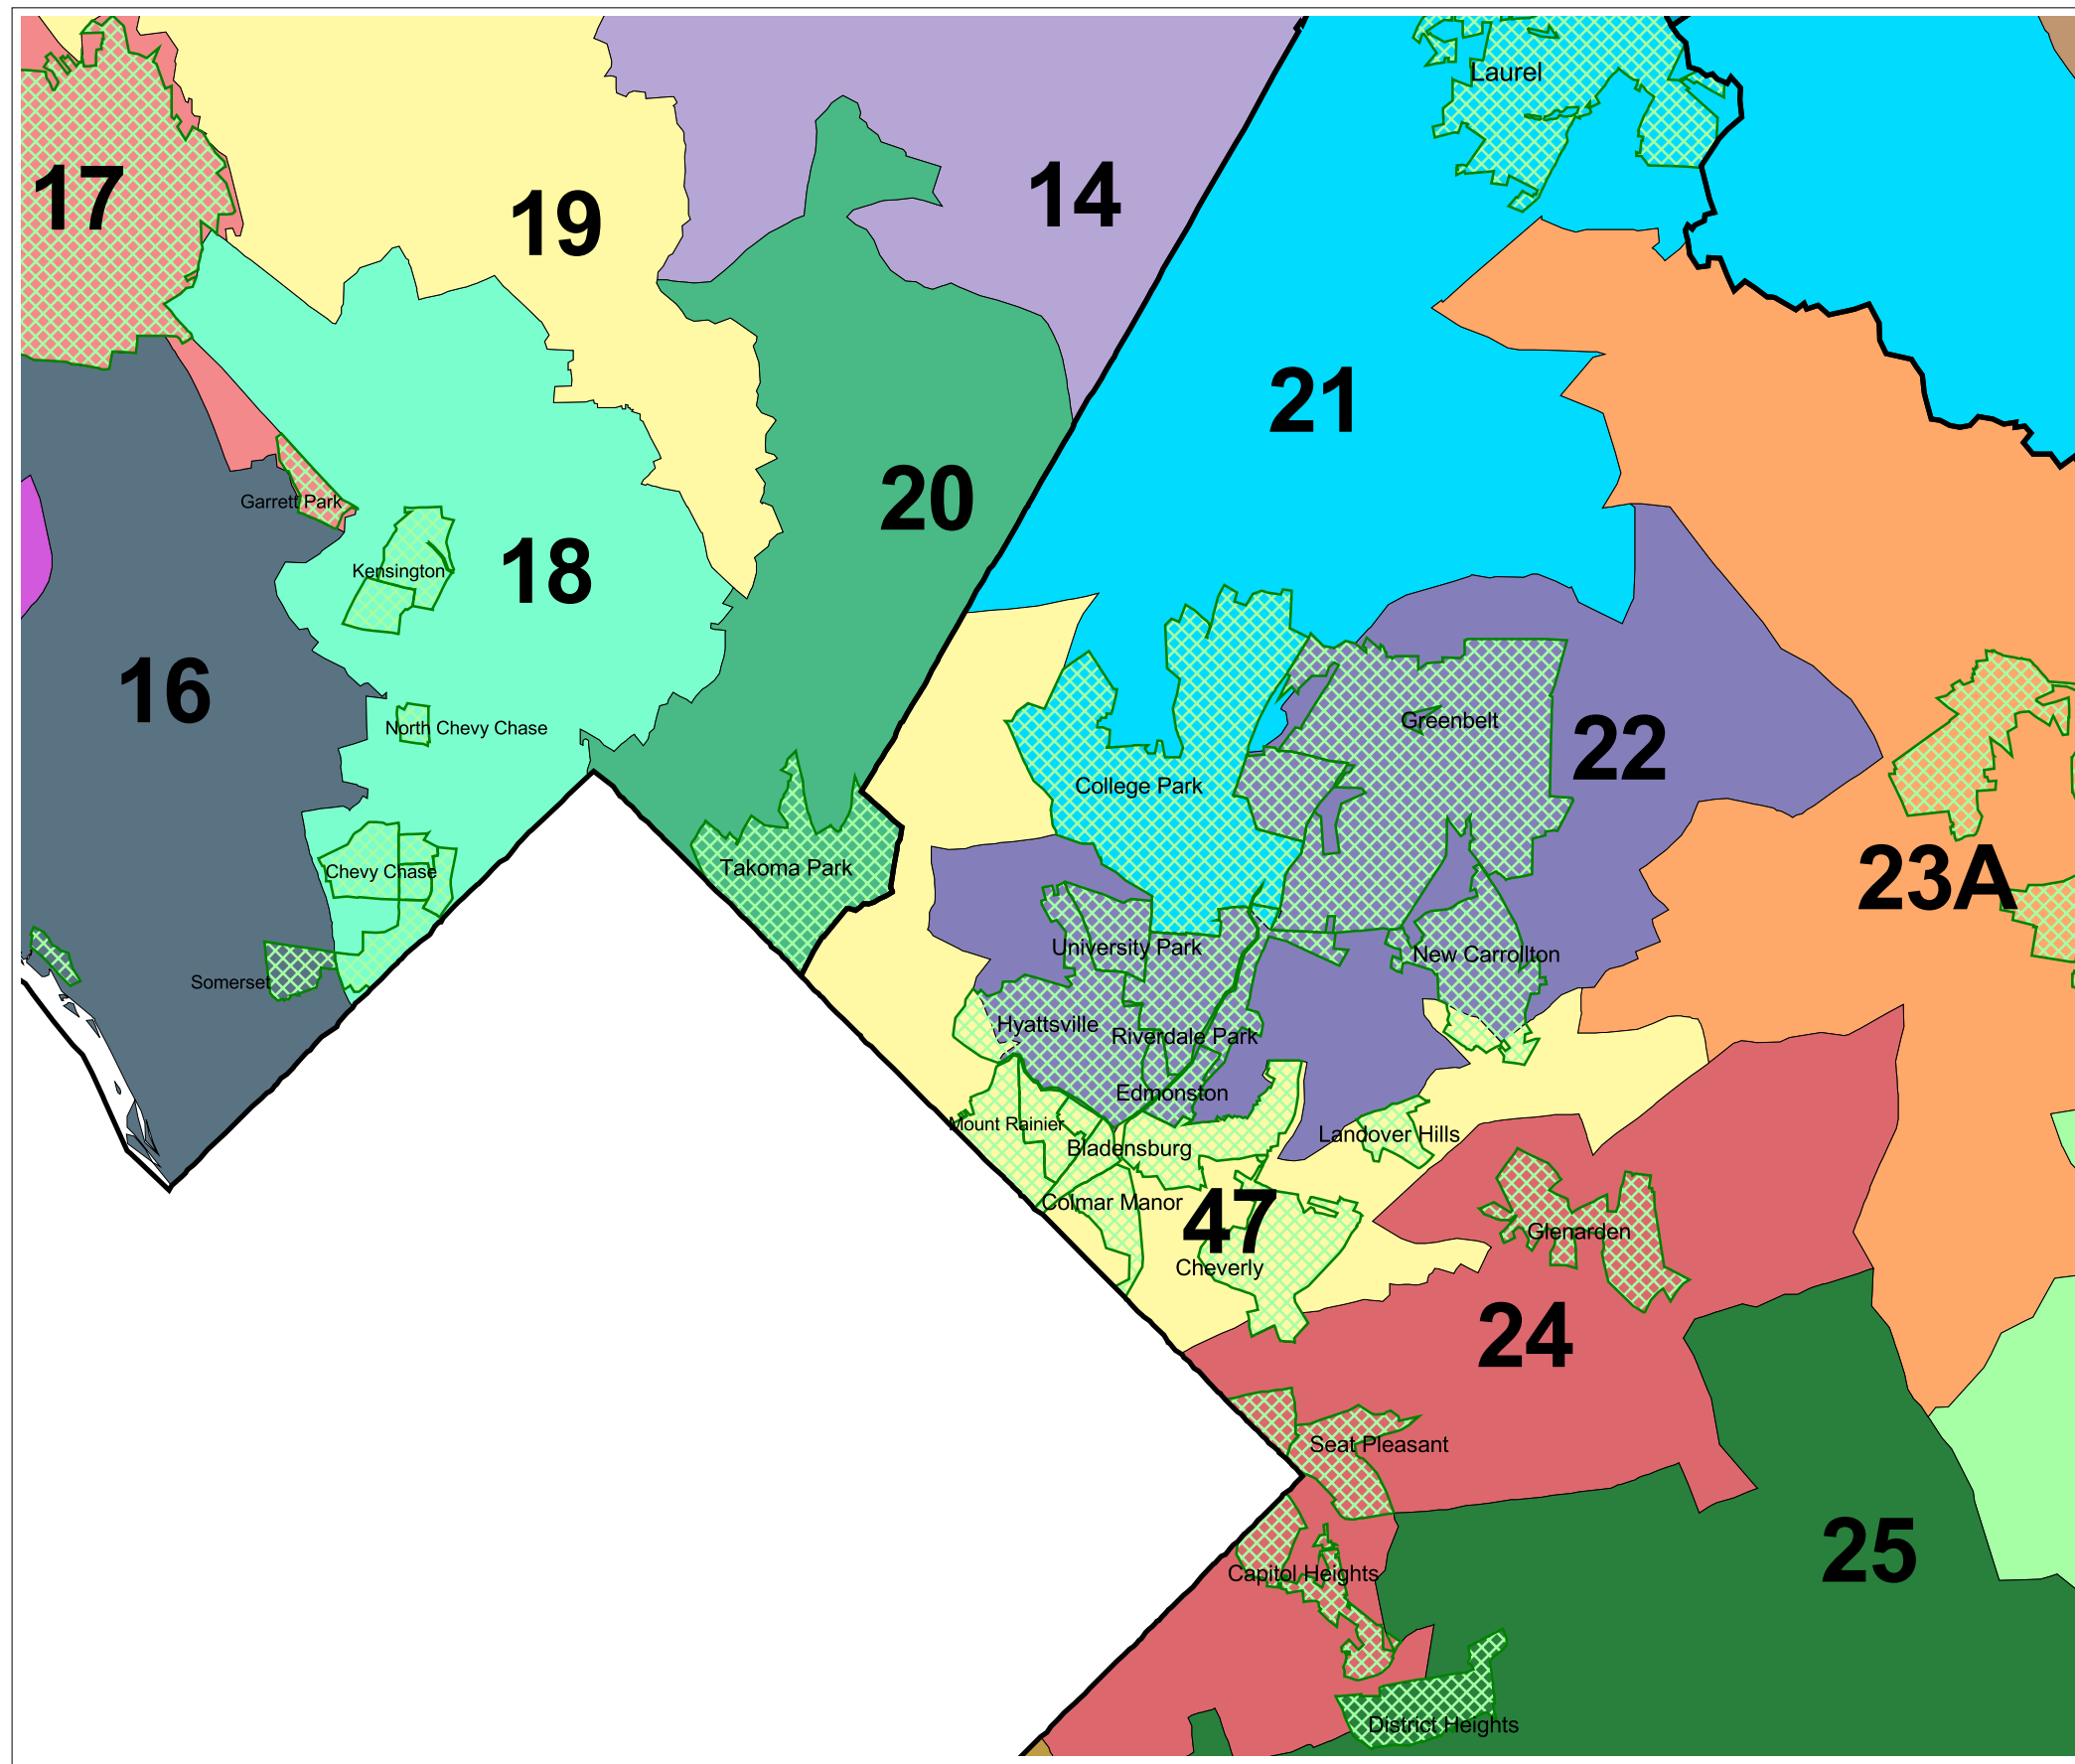 Laurel
17
14
19
21
20
Garrett Park
18
Kensington
16
North Chevy Chase
Greenbelt
22
College Park
Takoma Park
Chevy Chase
23A
University Park
New Carrollton
Somerset
Hyattsville
Riverdale Park
Edmonston
Mount Rainier
Landover Hills
Bladensburg
Colmar Manor
47
Glenarden
Cheverly
24
Seat Pleasant
25
Capitol Heights
District Heights